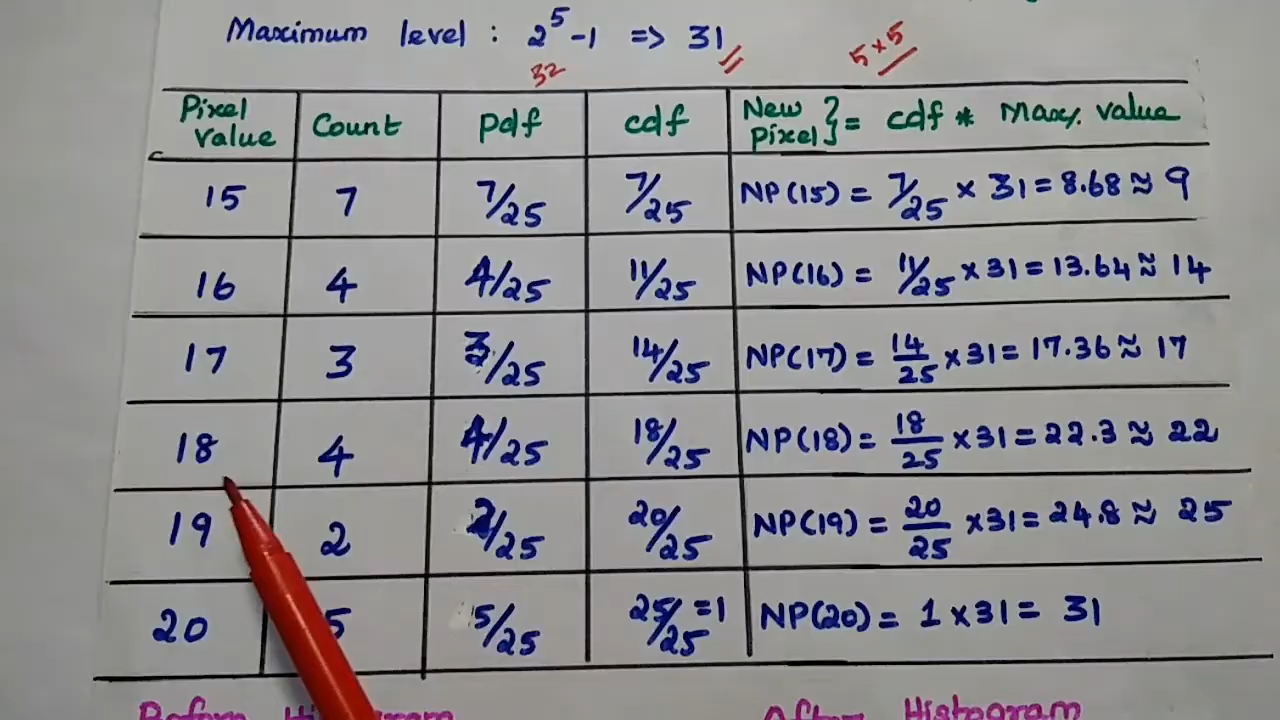 Maximum level : 2^5 - 1 => 31
32
5 x 5
Pixel value | Count | Pdf | cdf | New Pixel } = cdf * Max. value
15 | 7 | 7/25 | 7/25 | NP(15) = 7/25 × 31 = 8.68 ≈ 9
16 | 4 | 4/25 | 11/25 | NP(16) = 11/25 × 31 = 13.64 ≈ 14
17 | 3 | 3/25 | 14/25 | NP(17) = 14/25 × 31 = 17.36 ≈ 17
18 | 4 | 4/25 | 18/25 | NP(18) = 18/25 × 31 = 22.3 ≈ 22
19 | 2 | 2/25 | 20/25 | NP(19) = 20/25 × 31 = 24.8 ≈ 25
20 | 5 | 5/25 | 25/25 = 1 | NP(20) = 1 × 31 = 31
Before Histogram
After Histogram